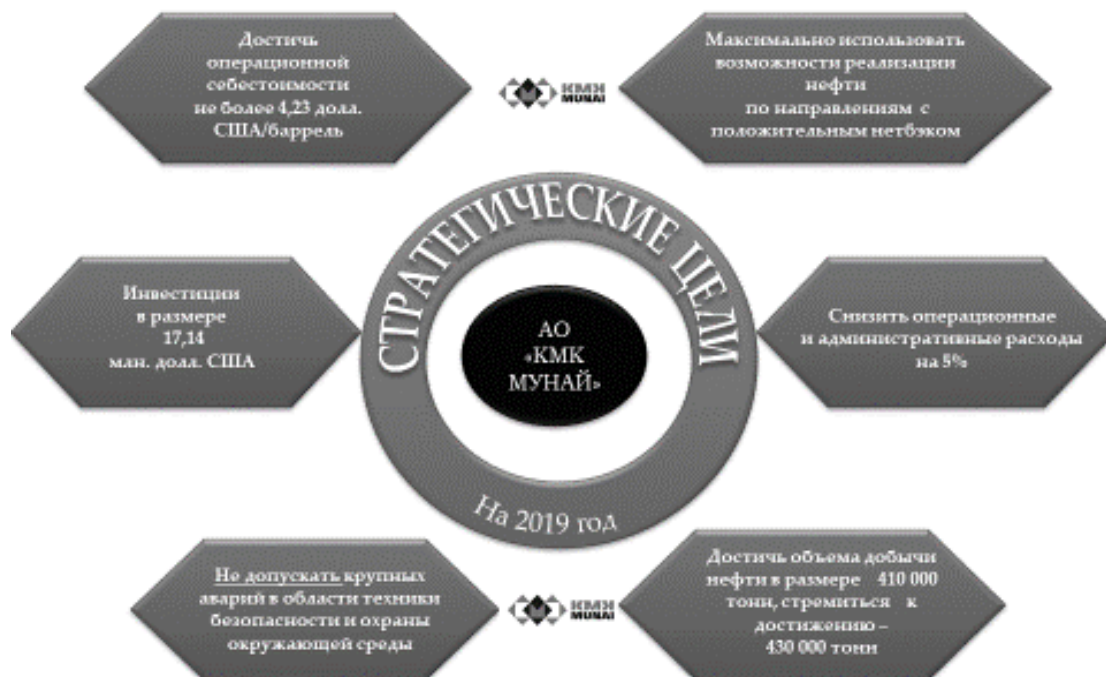 Достичь
операционной
себестоимости
не более 4,23 долл.
США/баррель
КМК
MUNAI
Максимально использовать
возможности реализации
нефти
по направлениям с
положительным нетбэком
СТРАТЕГИЧЕСКИЕ ЦЕЛИ
Инвестиции
в размере
17,14
млн. долл. США
АО
«КМК
МУНАЙ»
Снизить операционные
и административные расходы
на 5%
На 2019 год
Не допускать крупных
аварий в области техники
безопасности и охраны
окружающей среды
КМК
MUNAI
Достичь объема добычи
нефти в размере 410 000
тонн, стремиться к
достижению –
430 000 тонн